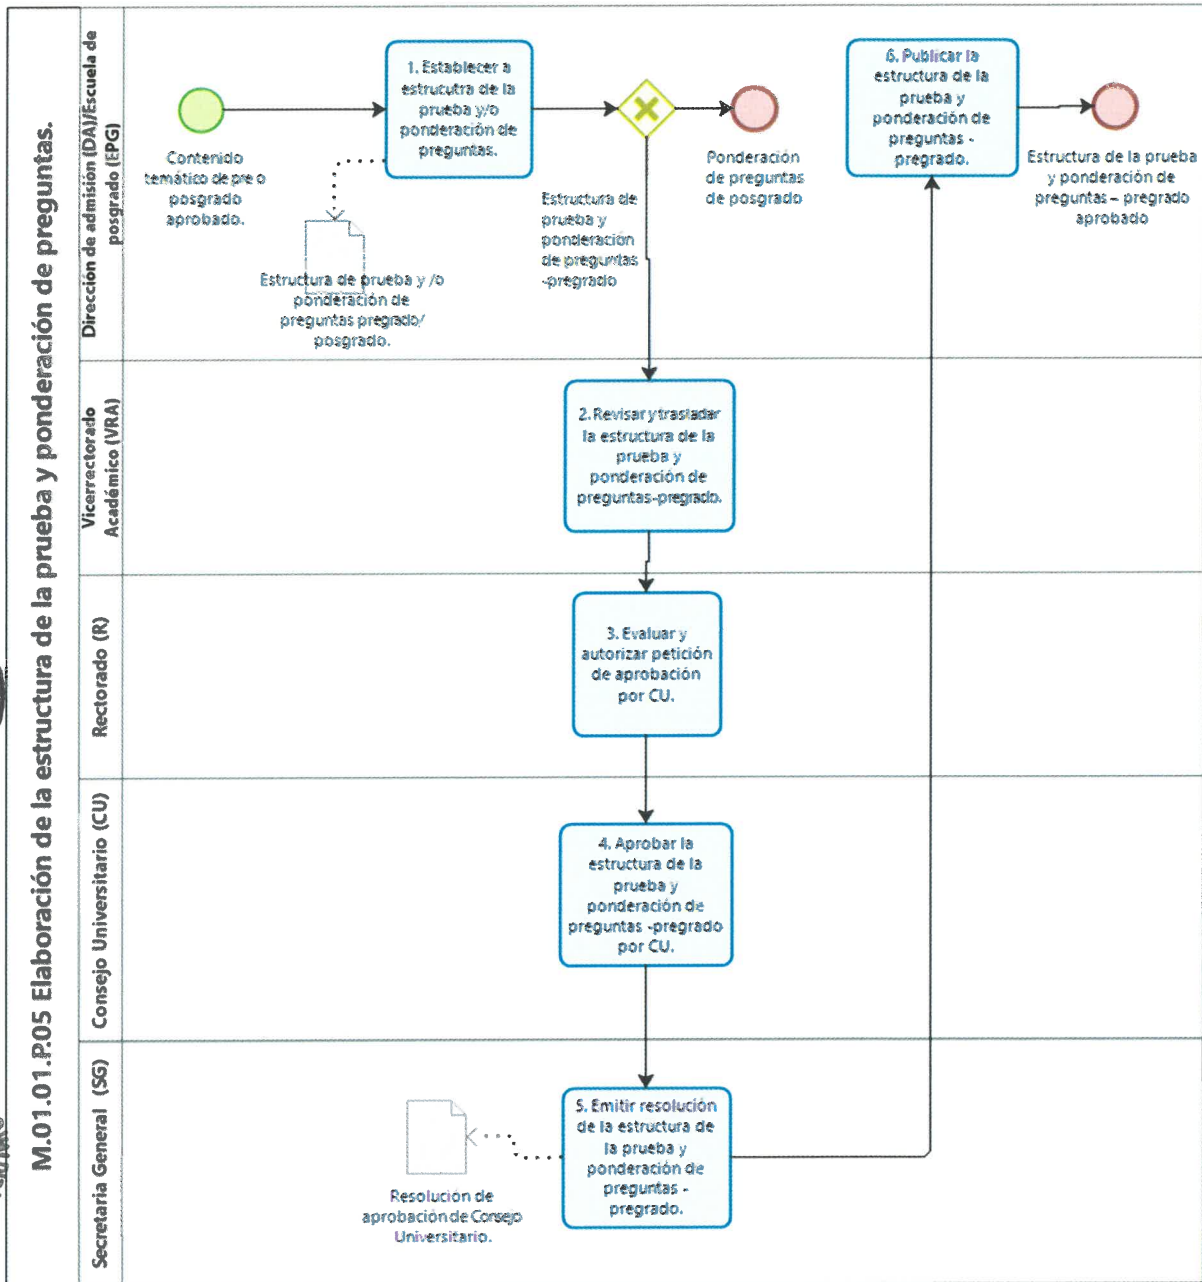 M.01.01.P.05 Elaboración de la estructura de la prueba y ponderación de preguntas.
Dirección de admisión (DA)/Escuela de
posgrado (EPG)
Contenido
temático de pre o
posgrado
aprobado.
1. Establecer a
estrucutra de la
prueba y/o
ponderación de
preguntas.
Estructura de prueba y /o
ponderación de
preguntas pregrado/
posgrado.
Estructura de
prueba y
ponderación
de preguntas
-pregrado
Ponderación
de preguntas
de posgrado
6. Publicar la
estructura de la
prueba y
ponderación de
preguntas -
pregrado.
Estructura de la prueba
y ponderación de
preguntas – pregrado
aprobado
Vicerrectorado
Académico (VRA)
2. Revisar y trasladar
la estructura de la
prueba y
ponderación de
preguntas-pregrado.
Rectorado (R)
3. Evaluar y
autorizar petición
de aprobación
por CU.
Consejo Universitario (CU)
4. Aprobar la
estructura de la
prueba y
ponderación de
preguntas -pregrado
por CU.
Secretaria General (SG)
5. Emitir resolución
de la estructura de
la prueba y
ponderación de
preguntas -
pregrado.
Resolución de
aprobación de Consejo
Universitario.